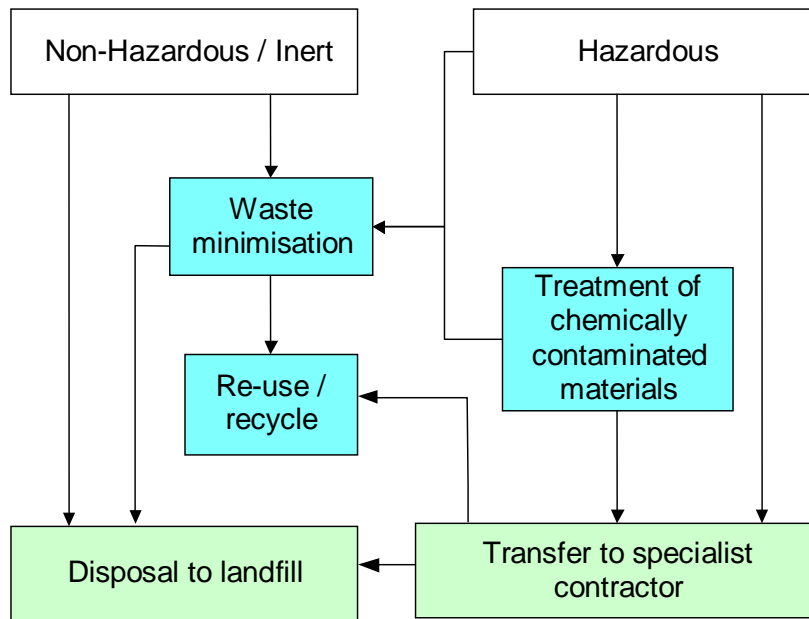 Non-Hazardous / Inert
Hazardous
Waste
minimisation
Treatment of
chemically
contaminated
materials
Re-use /
recycle
Disposal to landfill
Transfer to specialist
contractor